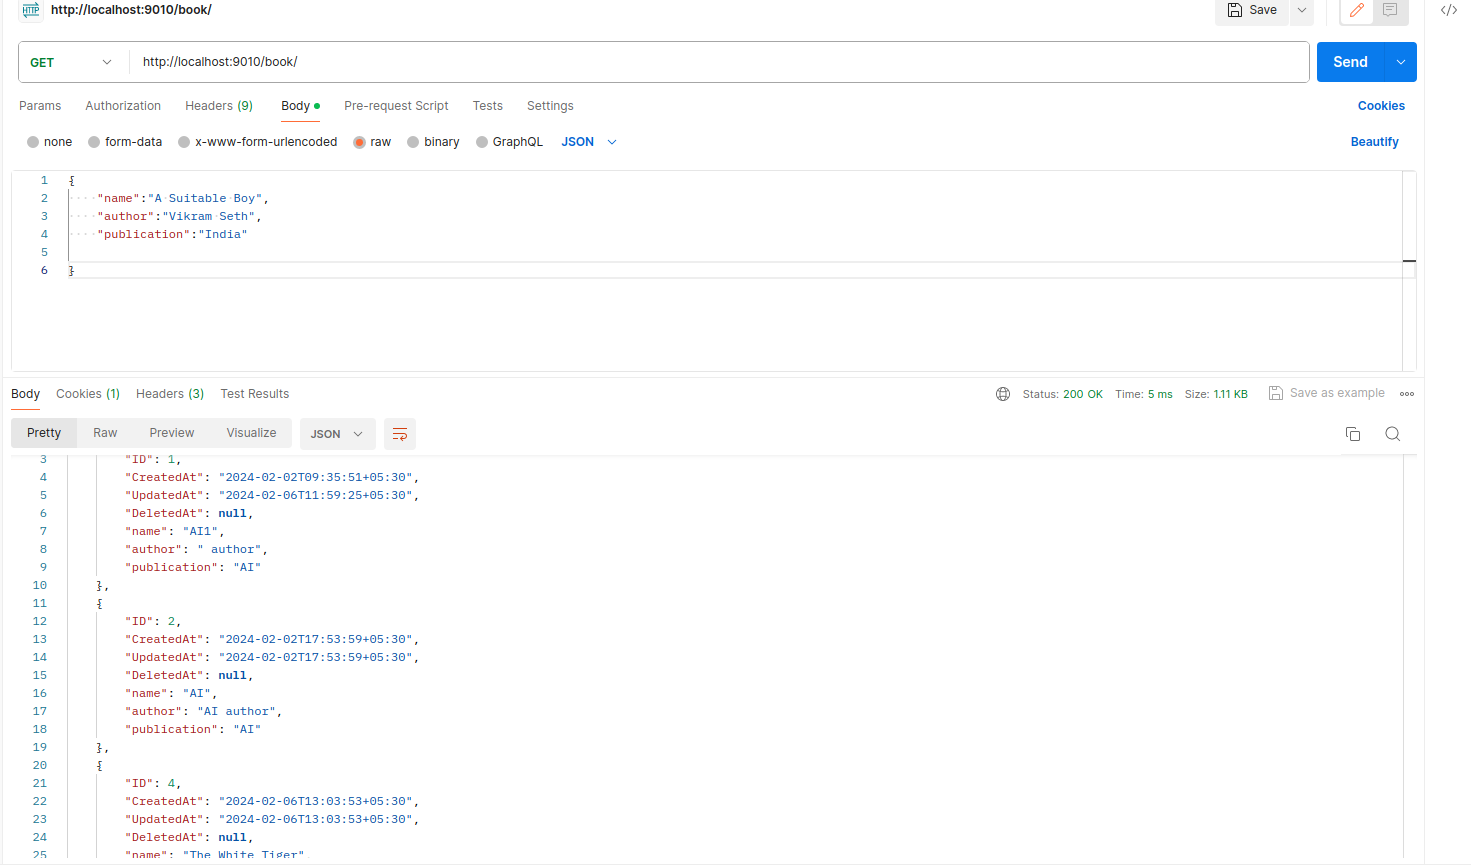 HTTP http://localhost:9010/book/ Save </>
GET http://localhost:9010/book/ Send
Params Authorization Headers (9) Body Pre-request Script Tests Settings Cookies
none form-data x-www-form-urlencoded raw binary GraphQL JSON Beautify
1 {
2 ····"name":"A·Suitable·Boy",
3 ····"author":"Vikram·Seth",
4 ····"publication":"India"
5
6 }
Body Cookies (1) Headers (3) Test Results Status: 200 OK Time: 5 ms Size: 1.11 KB Save as example
Pretty Raw Preview Visualize JSON
3 "ID": 1,
4 "CreatedAt": "2024-02-02T09:35:51+05:30",
5 "UpdatedAt": "2024-02-06T11:59:25+05:30",
6 "DeletedAt": null,
7 "name": "AI1",
8 "author": " author",
9 "publication": "AI"
10 },
11 {
12 "ID": 2,
13 "CreatedAt": "2024-02-02T17:53:59+05:30",
14 "UpdatedAt": "2024-02-02T17:53:59+05:30",
15 "DeletedAt": null,
16 "name": "AI",
17 "author": "AI author",
18 "publication": "AI"
19 },
20 {
21 "ID": 4,
22 "CreatedAt": "2024-02-06T13:03:53+05:30",
23 "UpdatedAt": "2024-02-06T13:03:53+05:30",
24 "DeletedAt": null,
25 "name": "The White Tiger",